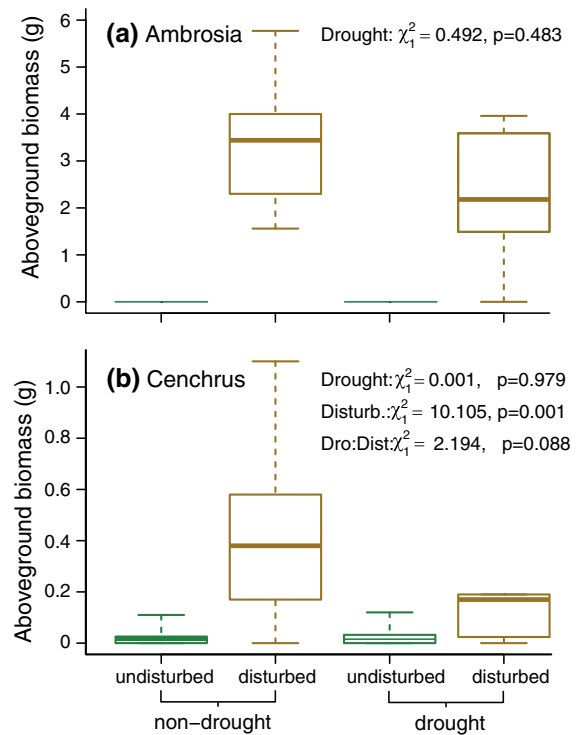 (a) Ambrosia
Drought: χ²₁ = 0.492, p=0.483
Aboveground biomass (g)
6
5
4
3
2
1
0
(b) Cenchrus
Drought:χ²₁ = 0.001, p=0.979
Disturb.:χ²₁ = 10.105, p=0.001
Dro:Dist:χ²₁ = 2.194, p=0.088
Aboveground biomass (g)
1.0
0.8
0.6
0.4
0.2
0
undisturbed disturbed undisturbed disturbed
non−drought drought